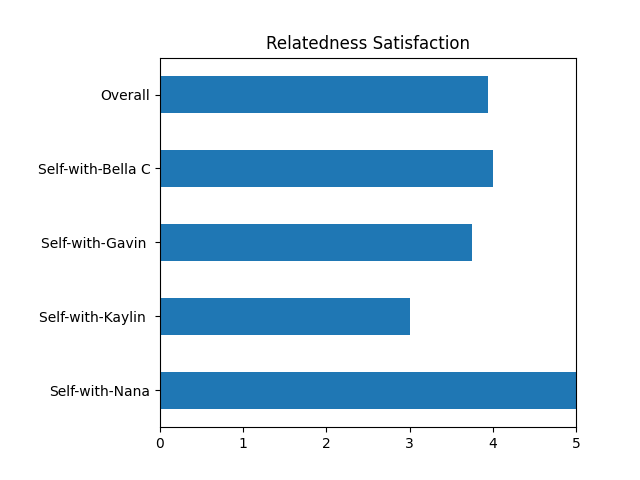 Relatedness Satisfaction
Overall
Self-with-Bella C
Self-with-Gavin
Self-with-Kaylin
Self-with-Nana
0 1 2 3 4 5